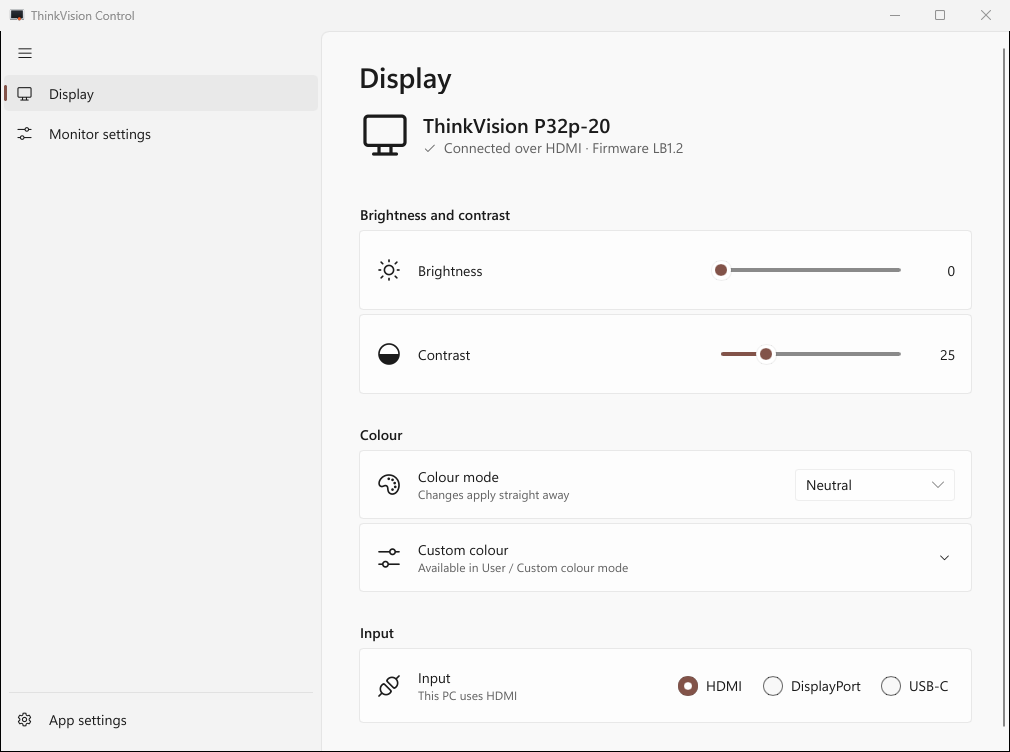 ThinkVision Control
Display
Monitor settings
App settings
Display
ThinkVision P32p-20
Connected over HDMI · Firmware LB1.2
Brightness and contrast
Brightness
0
Contrast
25
Colour
Colour mode
Changes apply straight away
Neutral
Custom colour
Available in User / Custom colour mode
Input
Input
This PC uses HDMI
HDMI
DisplayPort
USB-C